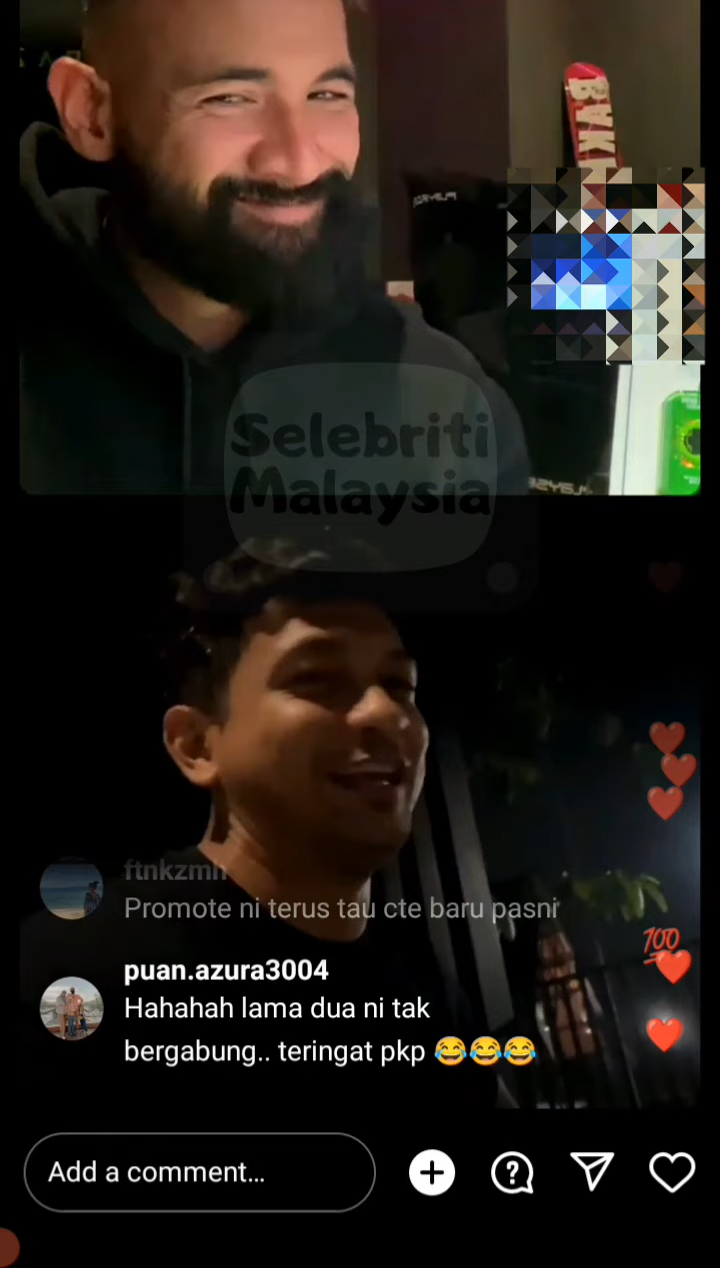 BAKE
Selebriti
Malaysia
ftnkzmn
Promote ni terus tau cte baru pasni
puan.azura3004
Hahahah lama dua ni tak
bergabung.. teringat pkp 😂😂😂
💯
Add a comment...